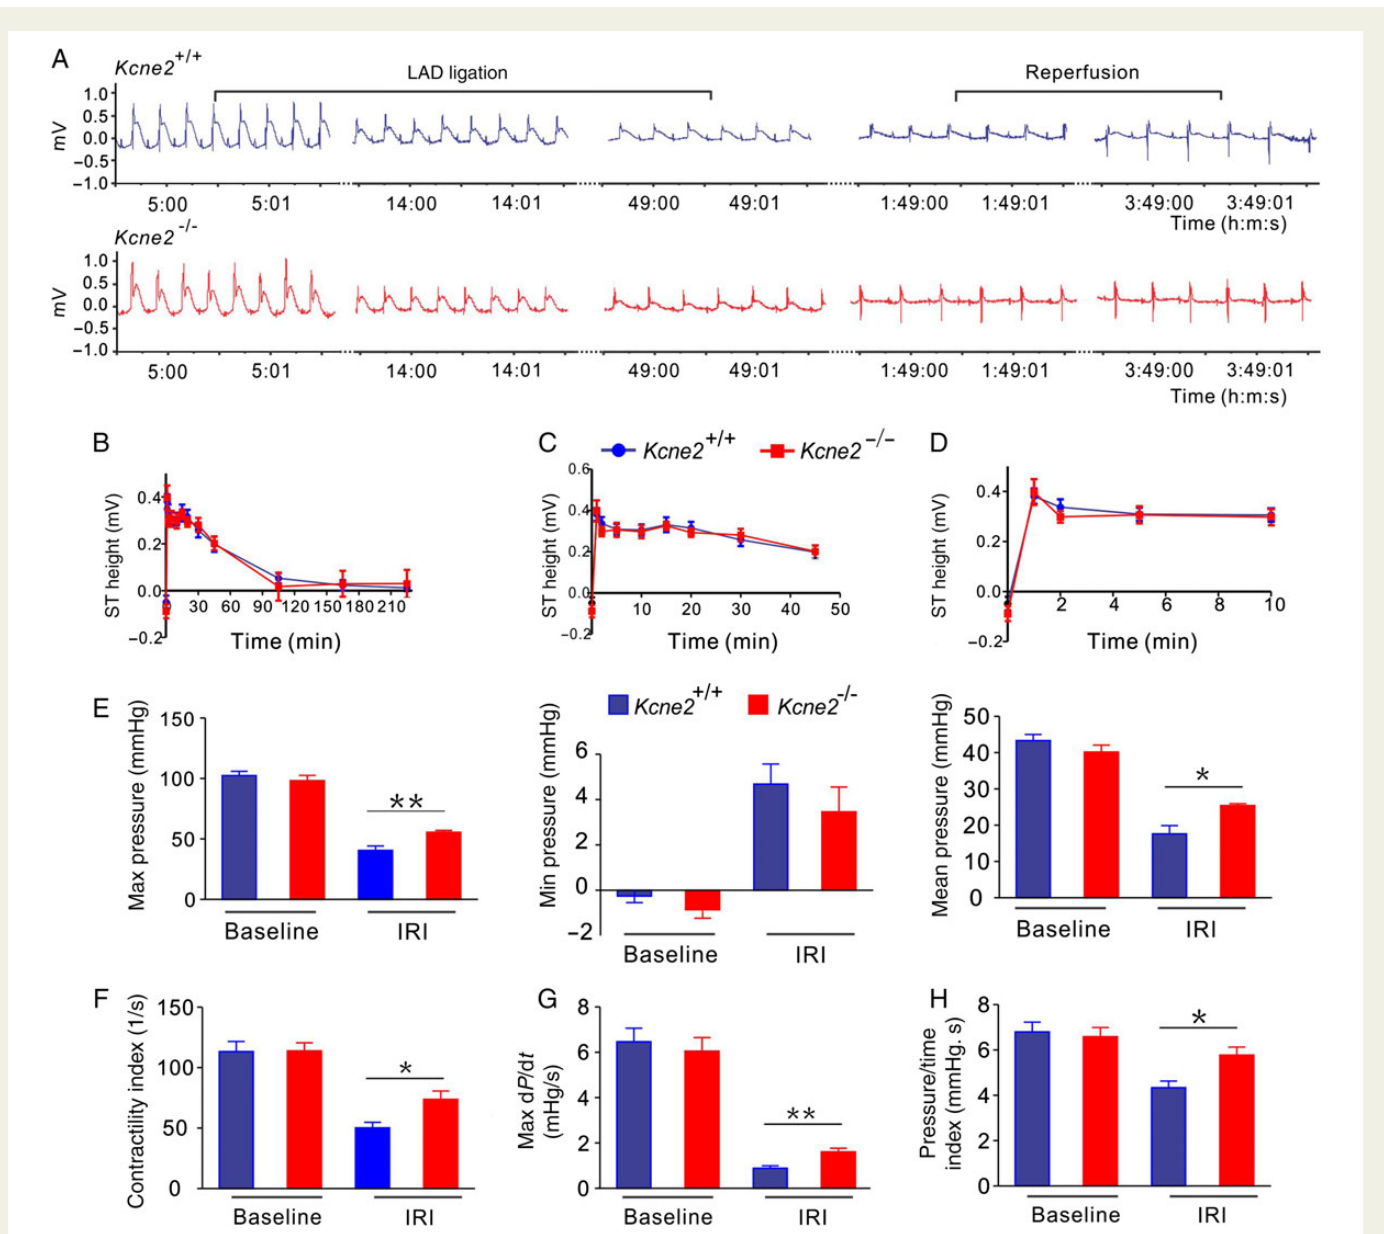 A
Kcne2+/+
LAD ligation
Reperfusion
mV
1.0
0.5
0.0
−0.5
−1.0
5:00 5:01 14:00 14:01 49:00 49:01 1:49:00 1:49:01 3:49:00 3:49:01
Time (h:m:s)
Kcne2-/-
mV
1.0
0.5
0.0
−0.5
−1.0
5:00 5:01 14:00 14:01 49:00 49:01 1:49:00 1:49:01 3:49:00 3:49:01
Time (h:m:s)
B
ST height (mV)
0.4
0.2
0.0
−0.2
0 30 60 90 120 150 180 210
Time (min)
C
Kcne2+/+ Kcne2−/−
ST height (mV)
0.6
0.4
0.2
0.0
−0.2
10 20 30 40 50
Time (min)
D
ST height (mV)
0.4
0.2
0.0
−0.2
2 4 6 8 10
Time (min)
E
Kcne2+/+ Kcne2-/-
Max pressure (mmHg)
150
100
50
0
**
Baseline IRI
Min pressure (mmHg)
6
4
2
0
−2
Baseline IRI
Mean pressure (mmHg)
50
40
30
20
10
0
*
Baseline IRI
F
Contractility index (1/s)
150
100
50
0
*
Baseline IRI
G
Max dP/dt
(mHg/s)
8
6
4
2
0
**
Baseline IRI
H
Pressure/time
index (mmHg. s)
8
6
4
2
0
*
Baseline IRI